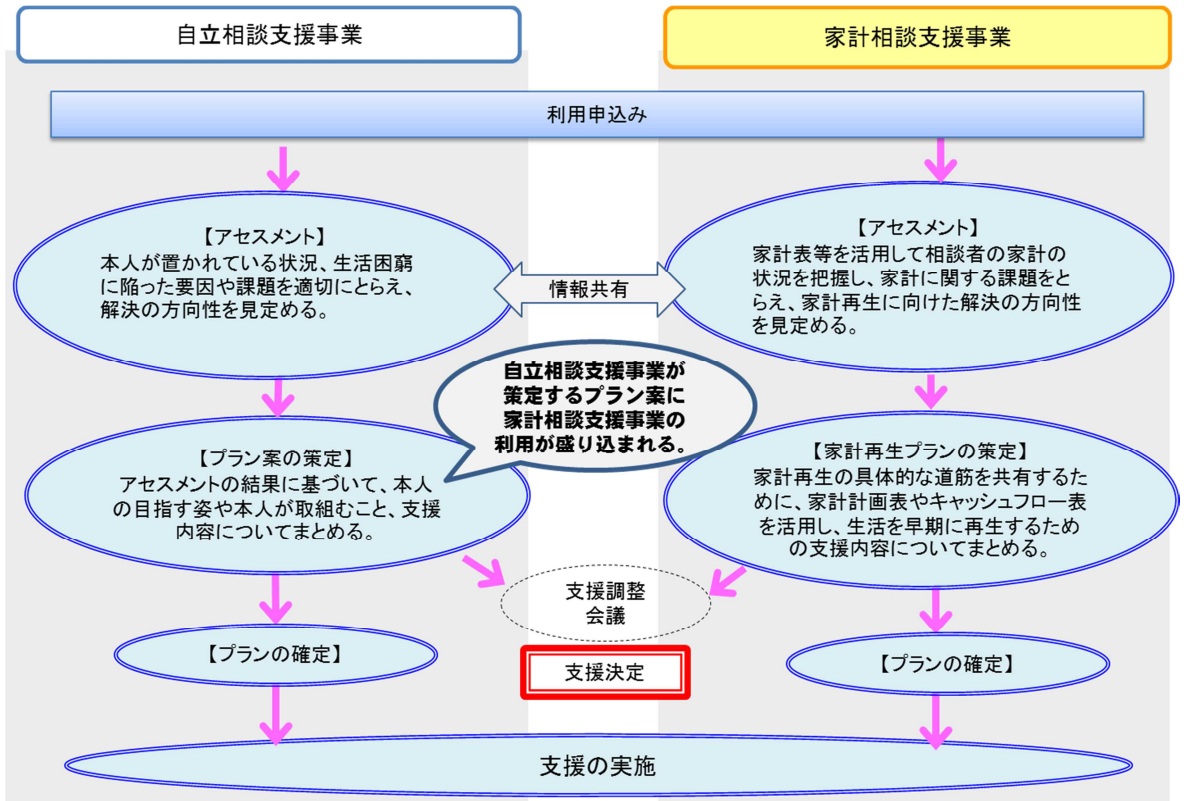 自立相談支援事業
家計相談支援事業
利用申込み
【アセスメント】
本人が置かれている状況、生活困窮
に陥った要因や課題を適切にとらえ、
解決の方向性を見定める。
情報共有
【アセスメント】
家計表等を活用して相談者の家計の
状況を把握し、家計に関する課題をと
らえ、家計再生に向けた解決の方向性
を見定める。
自立相談支援事業が
策定するプラン案に
家計相談支援事業の
利用が盛り込まれる。
【プラン案の策定】
アセスメントの結果に基づいて、本人
の目指す姿や本人が取組むこと、支援
内容についてまとめる。
【家計再生プランの策定】
家計再生の具体的な道筋を共有するた
めに、家計計画表やキャッシュフロー表
を活用し、生活を早期に再生するため
の支援内容についてまとめる。
支援調整
会議
【プランの確定】
支援決定
【プランの確定】
支援の実施